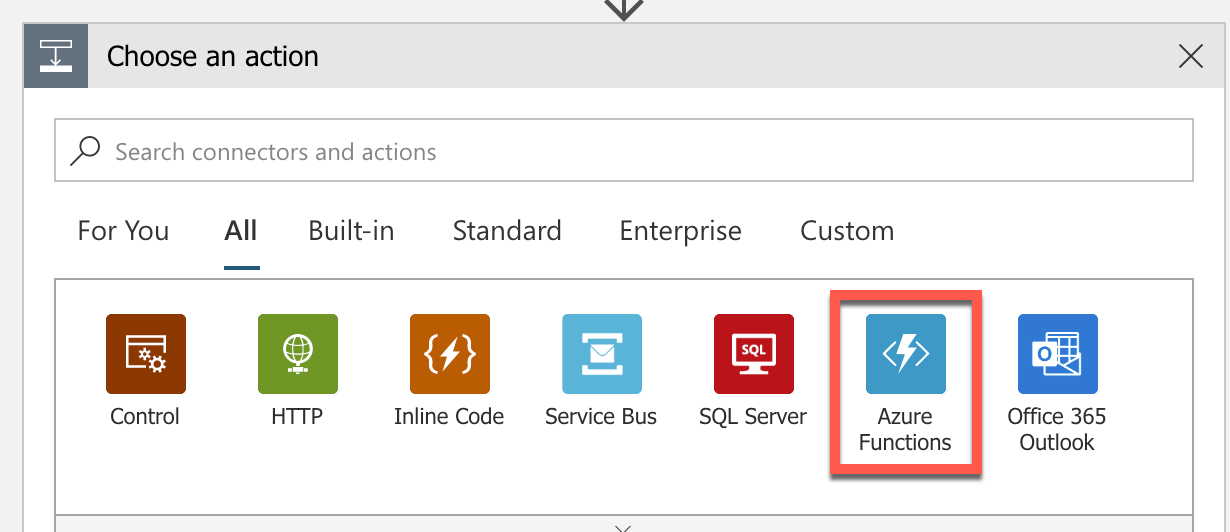 Choose an action
Search connectors and actions
For You All Built-in Standard Enterprise Custom
SQL
O
Control HTTP Inline Code Service Bus SQL Server Azure Functions Office 365 Outlook